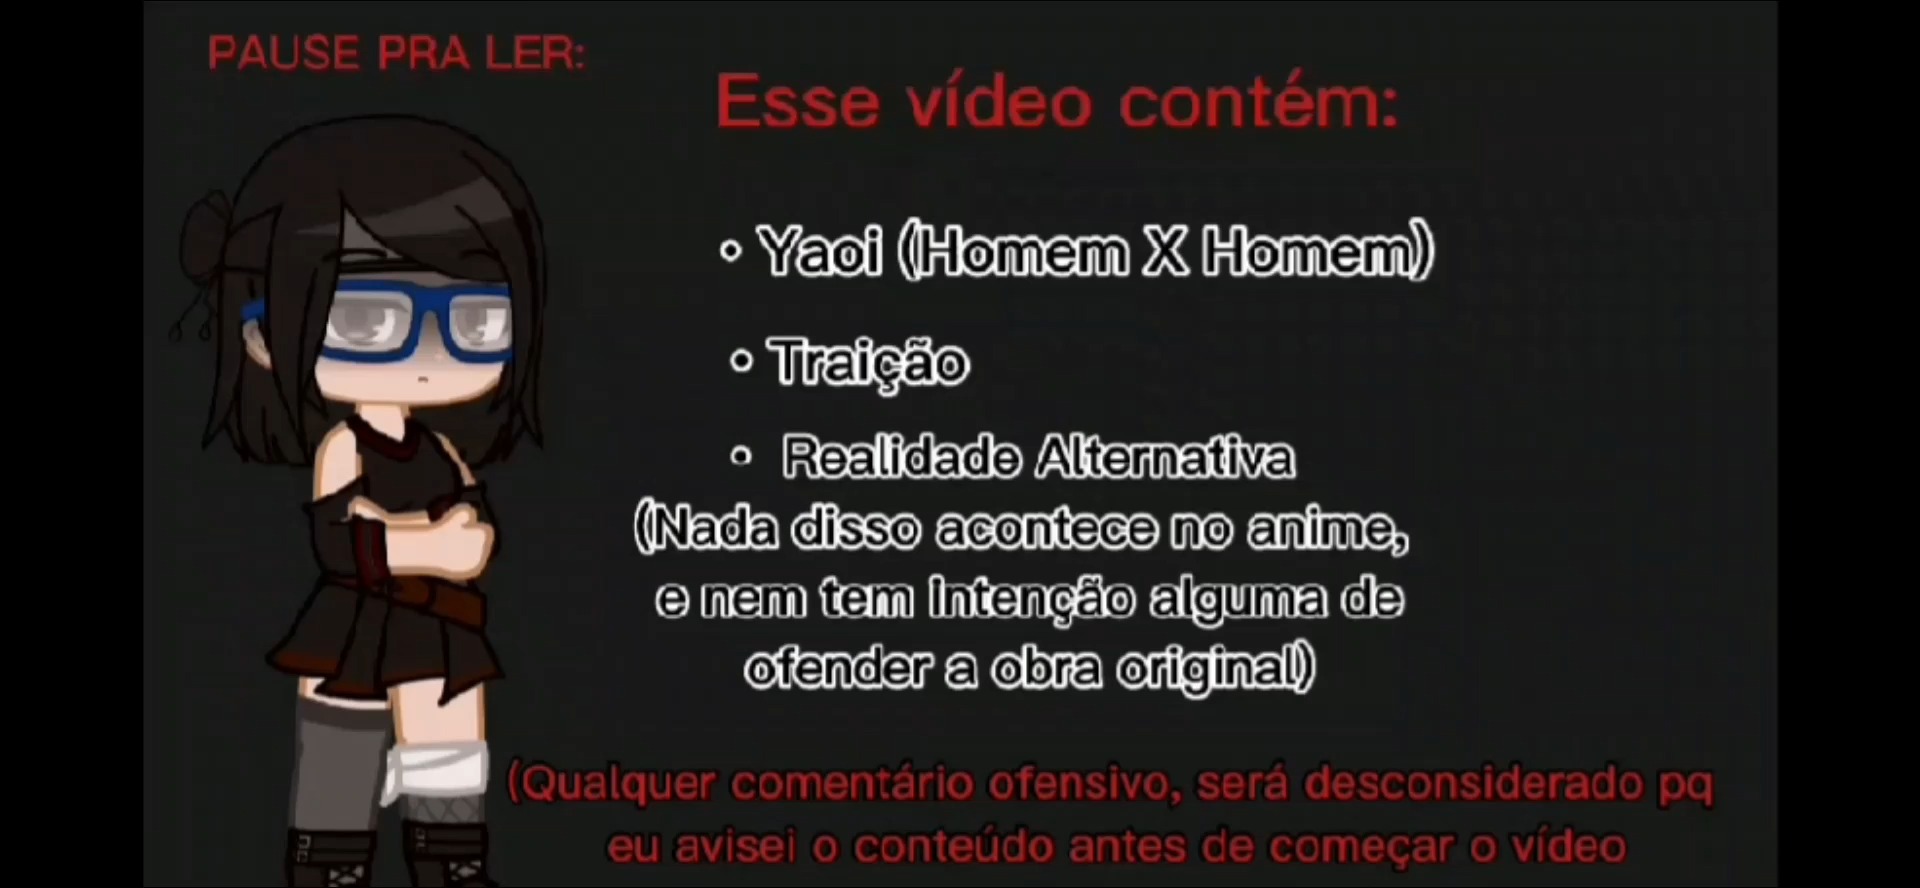 PAUSE PRA LER:
Esse vídeo contém:
• Yaoi (Homem X Homem)
• Traição
• Realidade Alternativa
(Nada disso acontece no anime,
e nem tem intenção alguma de
ofender a obra original)
(Qualquer comentário ofensivo, será desconsiderado pq
eu avisei o conteúdo antes de começar o vídeo